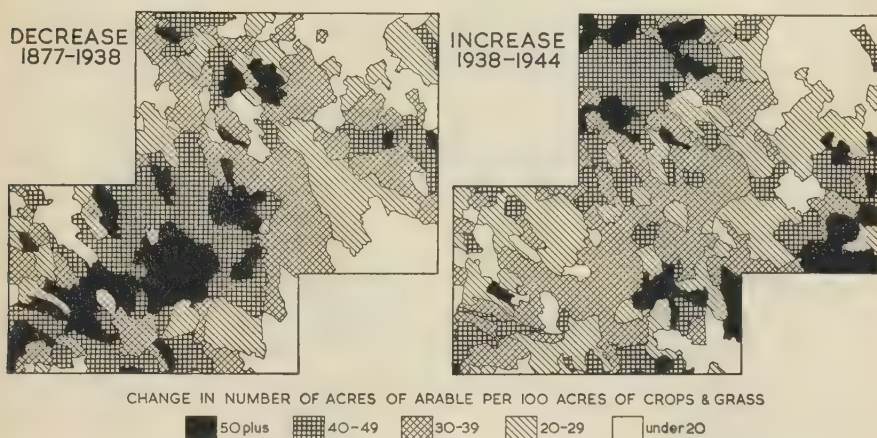 DECREASE
1877-1938
INCREASE
1938-1944
CHANGE IN NUMBER OF ACRES OF ARABLE PER 100 ACRES OF CROPS & GRASS
50 plus 40-49 30-39 20-29 under 20